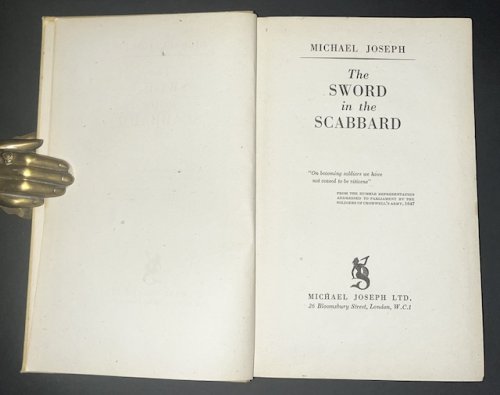 MICHAEL JOSEPH
The
SWORD
in the
SCABBARD
"On becoming soldiers we have
not ceased to be citizens"
FROM THE HUMBLE REPRESENTATION
ADDRESSED TO PARLIAMENT BY THE
SOLDIERS OF CROMWELL'S ARMY, 1647
MICHAEL JOSEPH LTD.
26 Bloomsbury Street, London, W.C.1